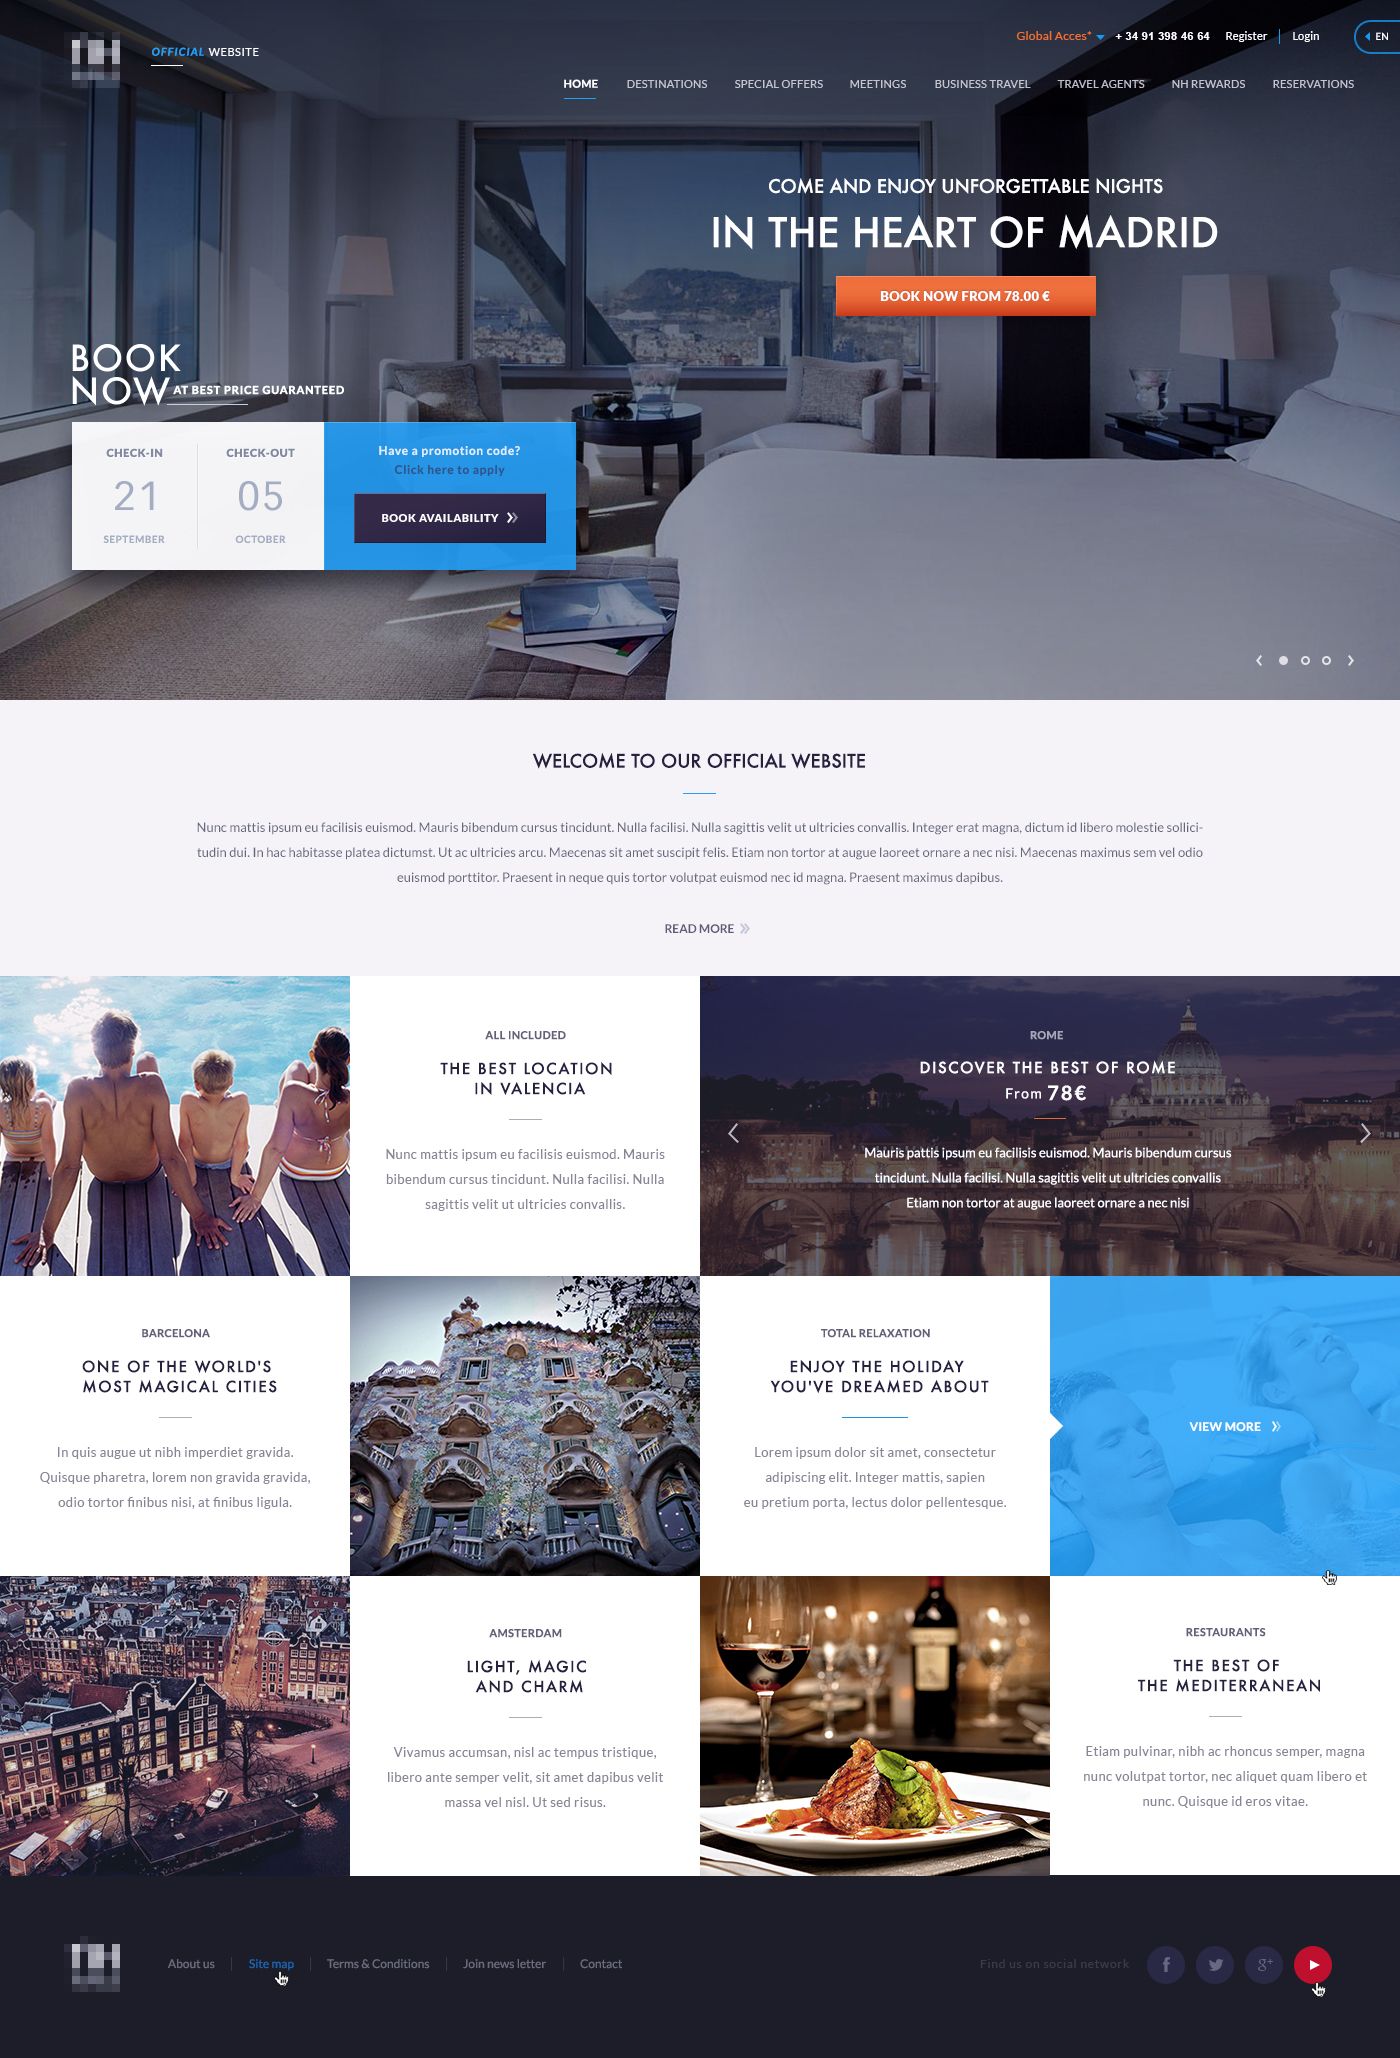 OFFICIAL WEBSITE
Global Acces*
+ 34 91 398 46 64
Register
Login
EN
HOME
DESTINATIONS
SPECIAL OFFERS
MEETINGS
BUSINESS TRAVEL
TRAVEL AGENTS
NH REWARDS
RESERVATIONS
COME AND ENJOY UNFORGETTABLE NIGHTS
IN THE HEART OF MADRID
BOOK NOW FROM 78.00 €
BOOK
NOW AT BEST PRICE GUARANTEED
CHECK-IN
21
SEPTEMBER
CHECK-OUT
05
OCTOBER
Have a promotion code?
Click here to apply
BOOK AVAILABILITY
WELCOME TO OUR OFFICIAL WEBSITE
Nunc mattis ipsum eu facilisis euismod. Mauris bibendum cursus tincidunt. Nulla facilisi. Nulla sagittis velit ut ultricies convallis. Integer erat magna, dictum id libero molestie sollici-
tudin dui. In hac habitasse platea dictumst. Ut ac ultricies arcu. Maecenas sit amet suscipit felis. Etiam non tortor at augue laoreet ornare a nec nisi. Maecenas maximus sem vel odio
euismod porttitor. Praesent in neque quis tortor volutpat euismod nec id magna. Praesent maximus dapibus.
READ MORE
ALL INCLUDED
THE BEST LOCATION
IN VALENCIA
Nunc mattis ipsum eu facilisis euismod. Mauris
bibendum cursus tincidunt. Nulla facilisi. Nulla
sagittis velit ut ultricies convallis.
ROME
DISCOVER THE BEST OF ROME
From 78€
Mauris pattis ipsum eu facilisis euismod. Mauris bibendum cursus
tincidunt. Nulla facilisi. Nulla sagittis velit ut ultricies convallis
Etiam non tortor at augue laoreet ornare a nec nisi
BARCELONA
ONE OF THE WORLD'S
MOST MAGICAL CITIES
In quis augue ut nibh imperdiet gravida.
Quisque pharetra, lorem non gravida gravida,
odio tortor finibus nisi, at finibus ligula.
TOTAL RELAXATION
ENJOY THE HOLIDAY
YOU'VE DREAMED ABOUT
Lorem ipsum dolor sit amet, consectetur
adipiscing elit. Integer mattis, sapien
eu pretium porta, lectus dolor pellentesque.
VIEW MORE
AMSTERDAM
LIGHT, MAGIC
AND CHARM
Vivamus accumsan, nisl ac tempus tristique,
libero ante semper velit, sit amet dapibus velit
massa vel nisl. Ut sed risus.
RESTAURANTS
THE BEST OF
THE MEDITERRANEAN
Etiam pulvinar, nibh ac rhoncus semper, magna
nunc volutpat tortor, nec aliquet quam libero et
nunc. Quisque id eros vitae.
About us
Site map
Terms & Conditions
Join news letter
Contact
Find us on social network